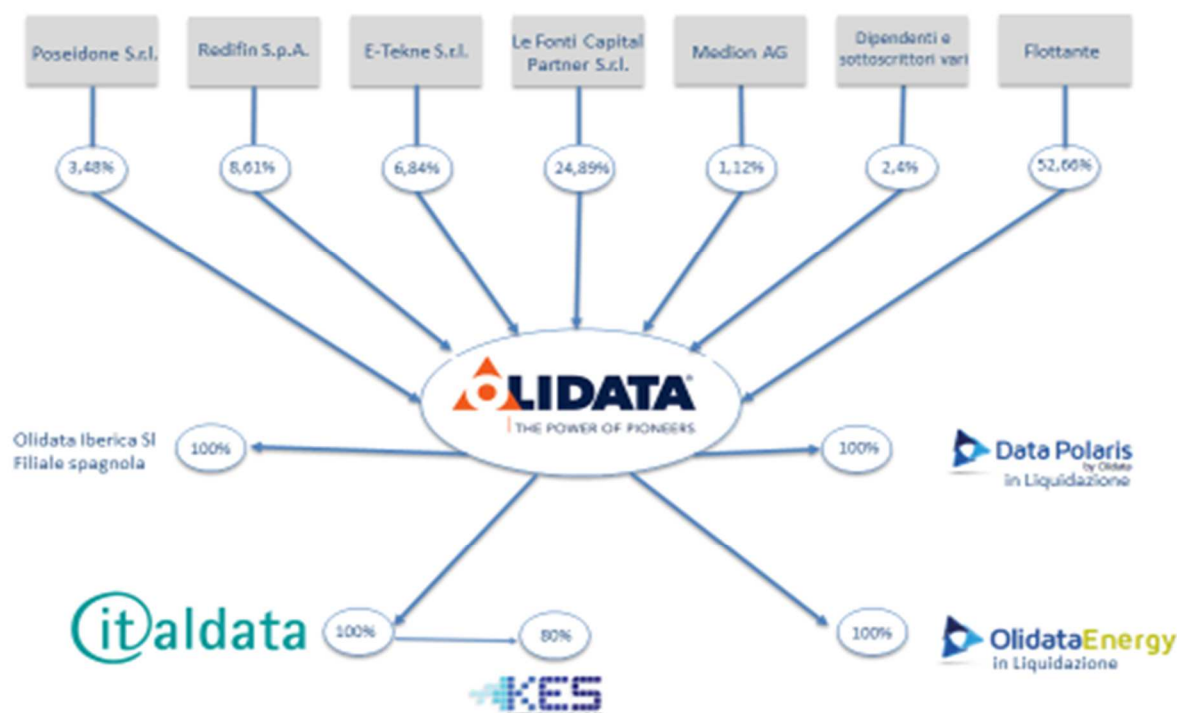 Poseidone S.r.l.
Redifin S.p.A.
E-Tekne S.r.l.
Le Fonti Capital
Partner S.r.l.
Medion AG
Dipendenti e
sottoscrittori vari
Flottante
3,48%
8,61%
6,84%
24,89%
1,12%
2,4%
52,66%
OLIDATA
THE POWER OF PIONEERS
Olidata Iberica Sl
Filiale spagnola
100%
100%
Data Polaris
by Olidata
in Liquidazione
italdata
100%
80%
KES
100%
OlidataEnergy
in Liquidazione